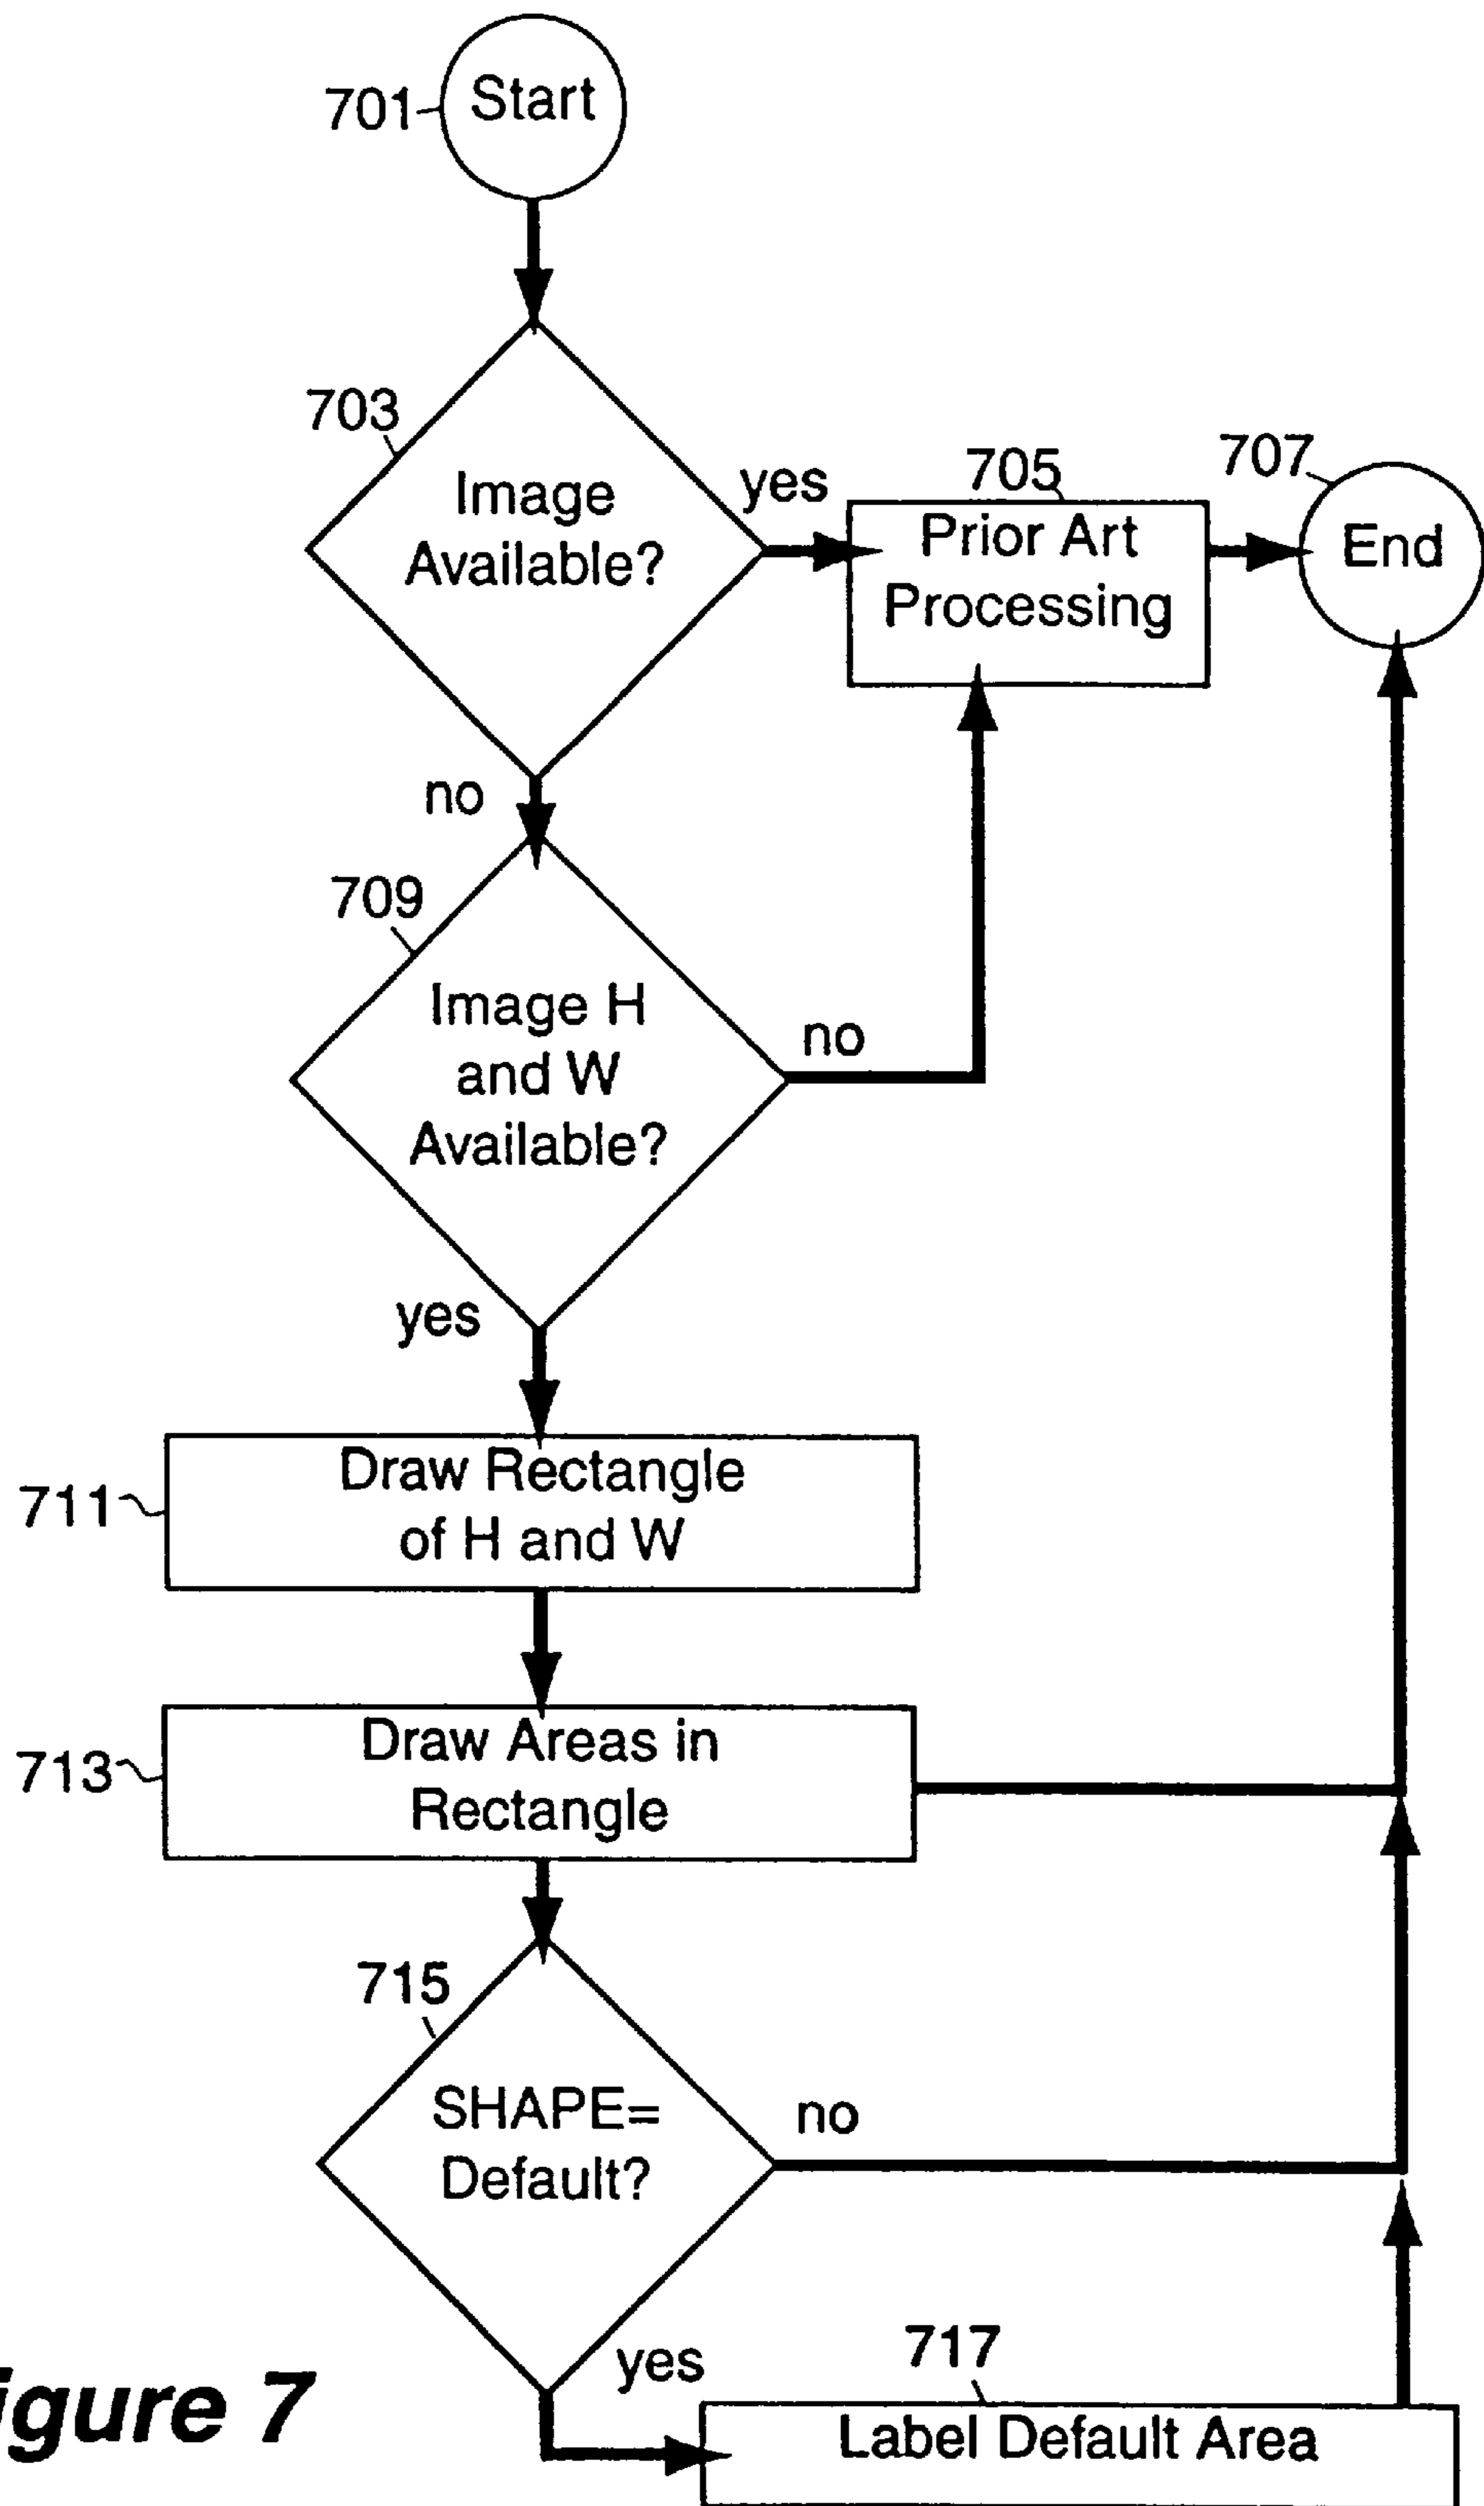 701
Start
703
Image
Available?
yes
705
Prior Art
Processing
707
End
no
709
Image H
and W
Available?
no
yes
711
Draw Rectangle
of H and W
713
Draw Areas in
Rectangle
715
SHAPE=
Default?
no
yes
717
Label Default Area
igure 7